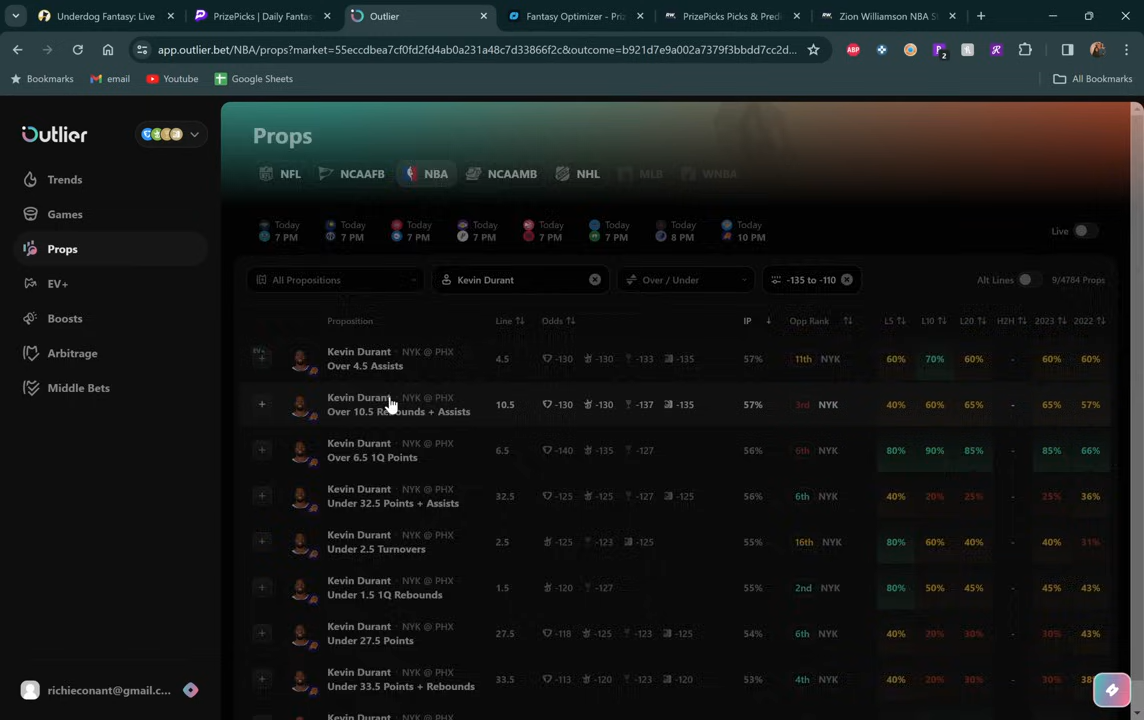 Underdog Fantasy: Live
PrizePicks | Daily Fantas
Outlier
Fantasy Optimizer - Priz
PrizePicks Picks & Predi
Zion Williamson NBA S
app.outlier.bet/NBA/props?market=55eccdbea7cf0fd2fd4ab0a231a48c7d33866f2c&outcome=b921d7e9a002a7379f3bbdd7cc2d...
ABP
2
Bookmarks
email
Youtube
Google Sheets
All Bookmarks
Outlier
Trends
Games
Props
EV+
Boosts
Arbitrage
Middle Bets
richieconant@gmail.c...
Props
NFL NCAAFB NBA NCAAMB NHL MLB WNBA
Today Today Today Today Today Today Today Today
7 PM 7 PM 7 PM 7 PM 7 PM 7 PM 8 PM 10 PM
Live
All Propositions Kevin Durant Over / Under -135 to -110 Alt Lines 9/4784 Props
Proposition Line Odds IP Opp Rank L5 L10 L20 H2H 2023 2022
EV+
Kevin Durant · NYK @ PHX
Over 4.5 Assists 4.5 -130 -130 -133 -135 57% 11th NYK 60% 70% 60% - 60% 60%
Kevin Durant · NYK @ PHX
Over 10.5 Rebounds + Assists 10.5 -130 -130 -137 -135 57% 3rd NYK 40% 60% 65% - 65% 57%
Kevin Durant · NYK @ PHX
Over 6.5 1Q Points 6.5 -140 -135 -127 56% 6th NYK 80% 90% 85% - 85% 66%
Kevin Durant · NYK @ PHX
Under 32.5 Points + Assists 32.5 -125 -125 -127 -125 56% 6th NYK 40% 20% 25% - 25% 36%
Kevin Durant · NYK @ PHX
Under 2.5 Turnovers 2.5 -125 -123 -125 55% 16th NYK 80% 60% 40% - 40% 31%
Kevin Durant · NYK @ PHX
Under 1.5 1Q Rebounds 1.5 -120 -127 55% 2nd NYK 80% 50% 45% - 45% 43%
Kevin Durant · NYK @ PHX
Under 27.5 Points 27.5 -118 -125 -123 -125 54% 6th NYK 40% 20% 30% - 30% 43%
Kevin Durant · NYK @ PHX
Under 33.5 Points + Rebounds 33.5 -113 -120 -120 -120 53% 4th NYK 40% 20% 30% - 30%